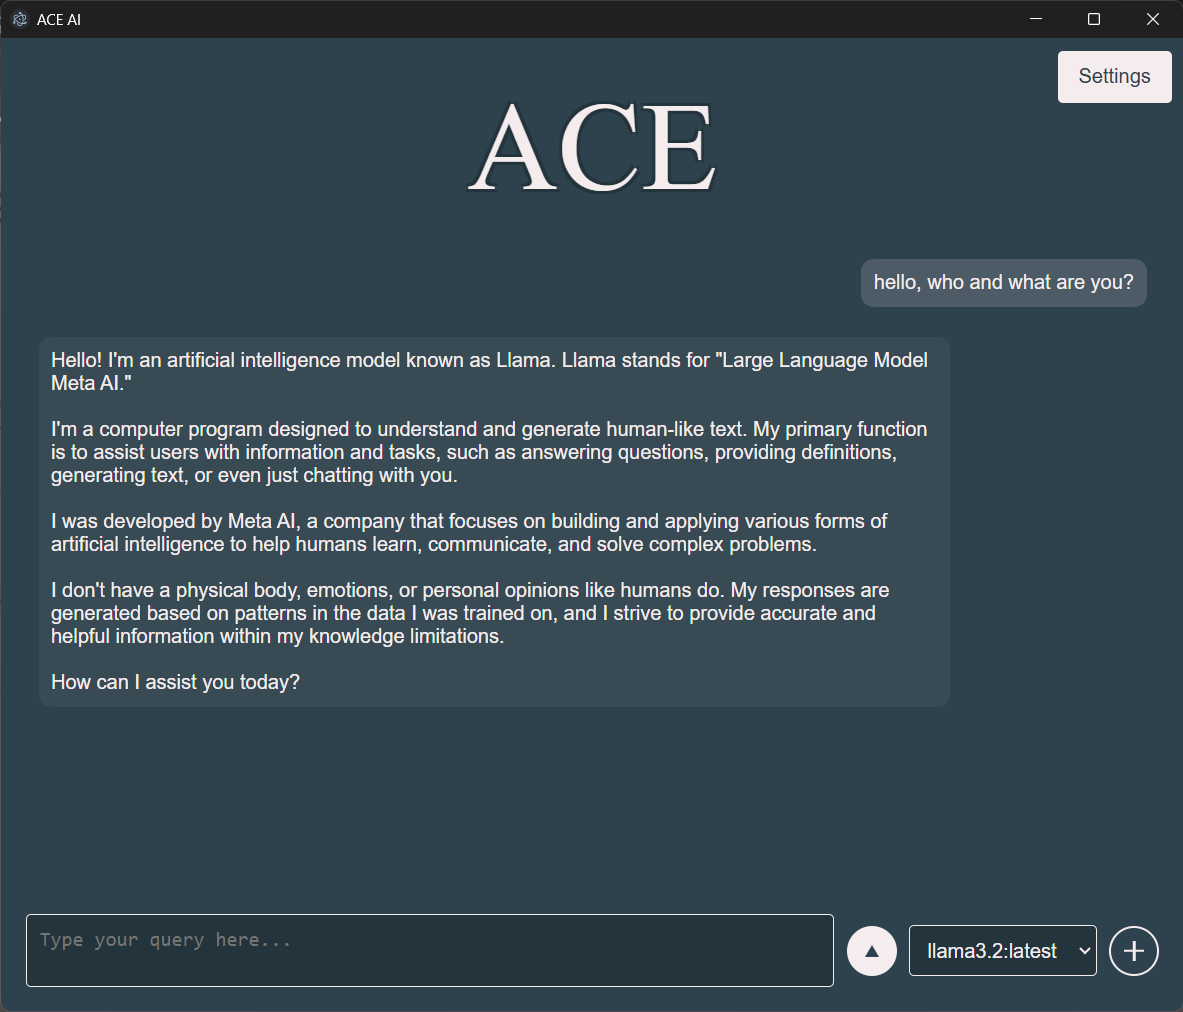 ACE AI
Settings
ACE
hello, who and what are you?
Hello! I'm an artificial intelligence model known as Llama. Llama stands for "Large Language Model
Meta AI."
I'm a computer program designed to understand and generate human-like text. My primary function
is to assist users with information and tasks, such as answering questions, providing definitions,
generating text, or even just chatting with you.
I was developed by Meta AI, a company that focuses on building and applying various forms of
artificial intelligence to help humans learn, communicate, and solve complex problems.
I don't have a physical body, emotions, or personal opinions like humans do. My responses are
generated based on patterns in the data I was trained on, and I strive to provide accurate and
helpful information within my knowledge limitations.
How can I assist you today?
Type your query here...
llama3.2:latest